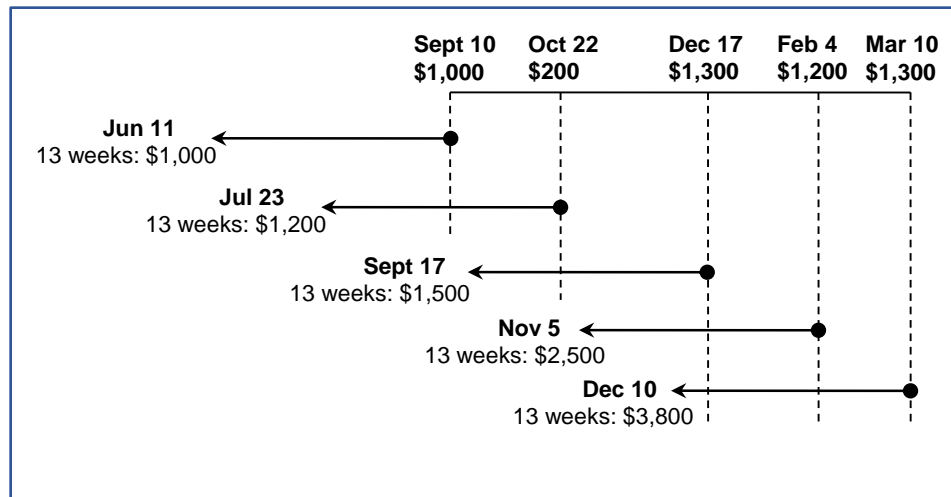 Sept 10 Oct 22 Dec 17 Feb 4 Mar 10
$1,000 $200 $1,300 $1,200 $1,300
Jun 11
13 weeks: $1,000
Jul 23
13 weeks: $1,200
Sept 17
13 weeks: $1,500
Nov 5
13 weeks: $2,500
Dec 10
13 weeks: $3,800